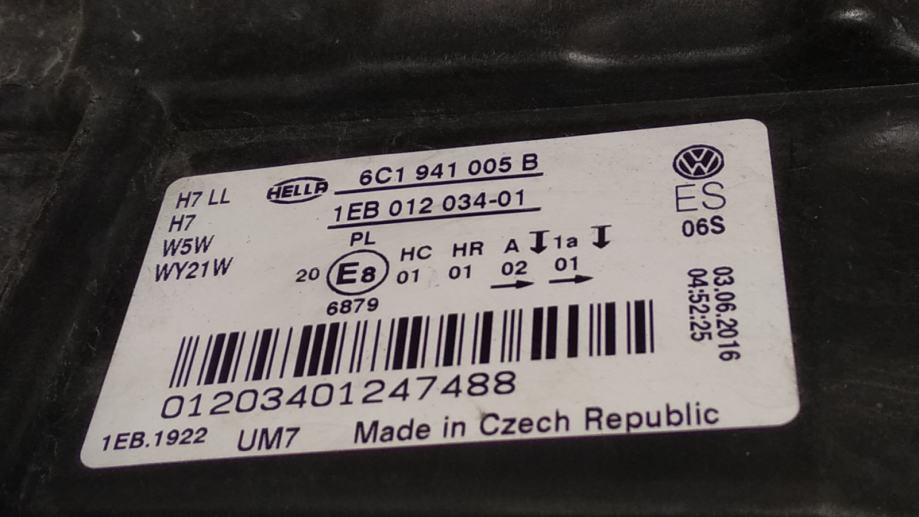 H7 LL
H7
W5W
WY21W
HELLA
6C1 941 005 B
1EB 012 034-01
PL
20 E8 HC HR A 1a
01 01 02 01
6879
ES
06S
03.06.2016
04:52:25
01203401247488
1EB.1922 UM7 Made in Czech Republic